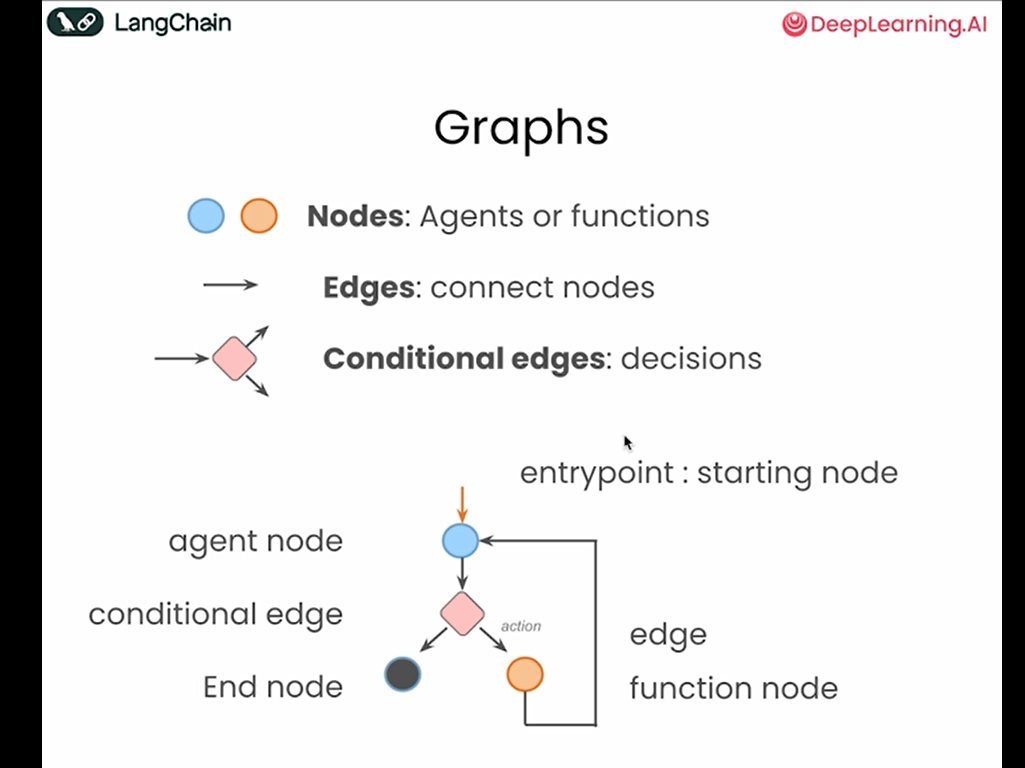 LangChain
DeepLearning.AI
Graphs
Nodes: Agents or functions
Edges: connect nodes
Conditional edges: decisions
entrypoint : starting node
agent node
conditional edge
action
edge
End node
function node